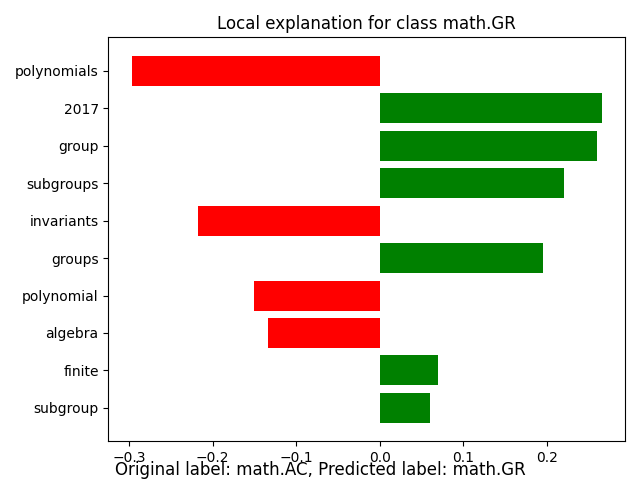 Local explanation for class math.GR
polynomials
2017
group
subgroups
invariants
groups
polynomial
algebra
finite
subgroup
−0.3 −0.2 −0.1 0.0 0.1 0.2
Original label: math.AC, Predicted label: math.GR